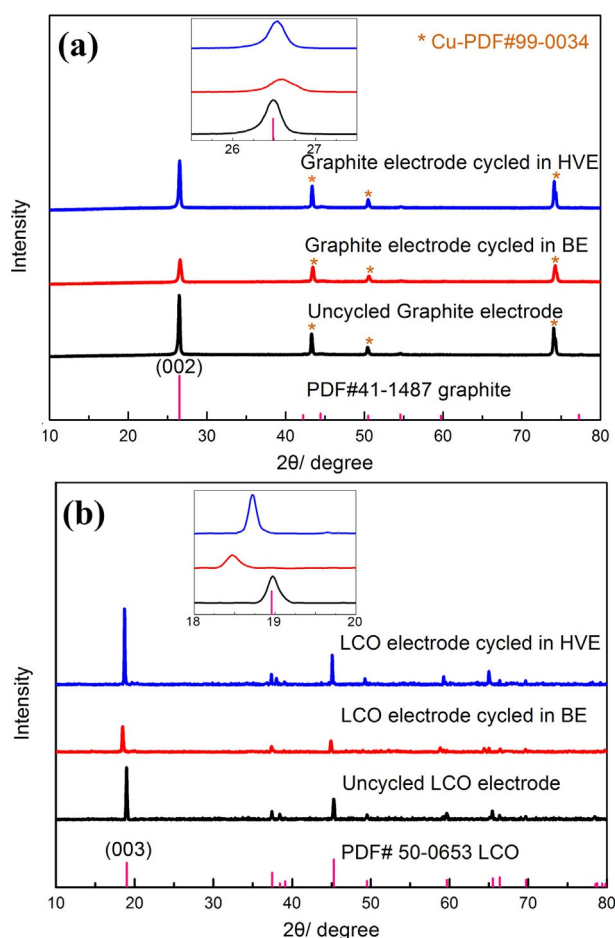 (a)
* Cu-PDF#99-0034
26 27
Graphite electrode cycled in HVE
* * *
Graphite electrode cycled in BE
* * *
Uncycled Graphite electrode
* * *
(002)
PDF#41-1487 graphite
Intensity
10 20 30 40 50 60 70 80
2θ/ degree
(b)
18 19 20
LCO electrode cycled in HVE
LCO electrode cycled in BE
Uncycled LCO electrode
(003)
PDF# 50-0653 LCO
Intensity
10 20 30 40 50 60 70 80
2θ/ degree